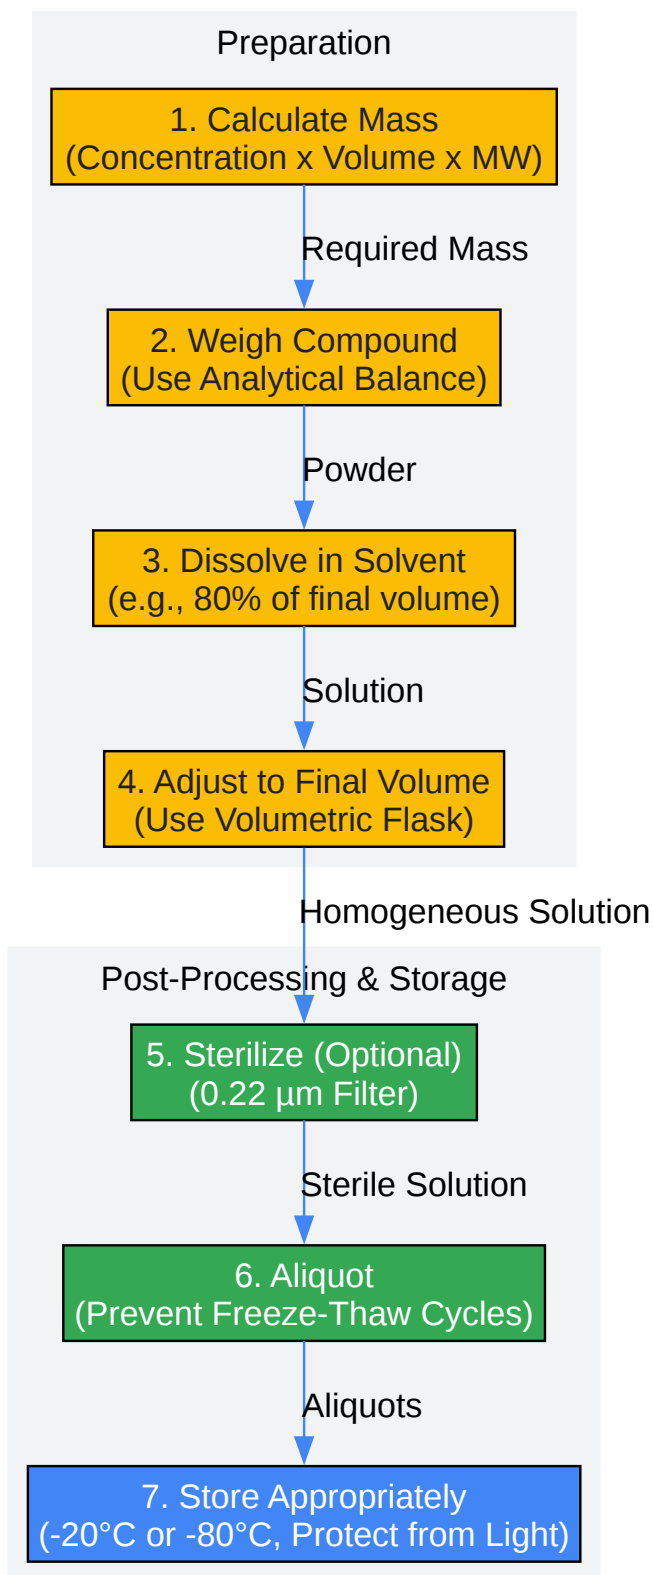 Preparation
1. Calculate Mass
(Concentration x Volume x MW)
Required Mass
2. Weigh Compound
(Use Analytical Balance)
Powder
3. Dissolve in Solvent
(e.g., 80% of final volume)
Solution
4. Adjust to Final Volume
(Use Volumetric Flask)
Homogeneous Solution
Post-Processing & Storage
5. Sterilize (Optional)
(0.22 µm Filter)
Sterile Solution
6. Aliquot
(Prevent Freeze-Thaw Cycles)
Aliquots
7. Store Appropriately
(-20°C or -80°C, Protect from Light)